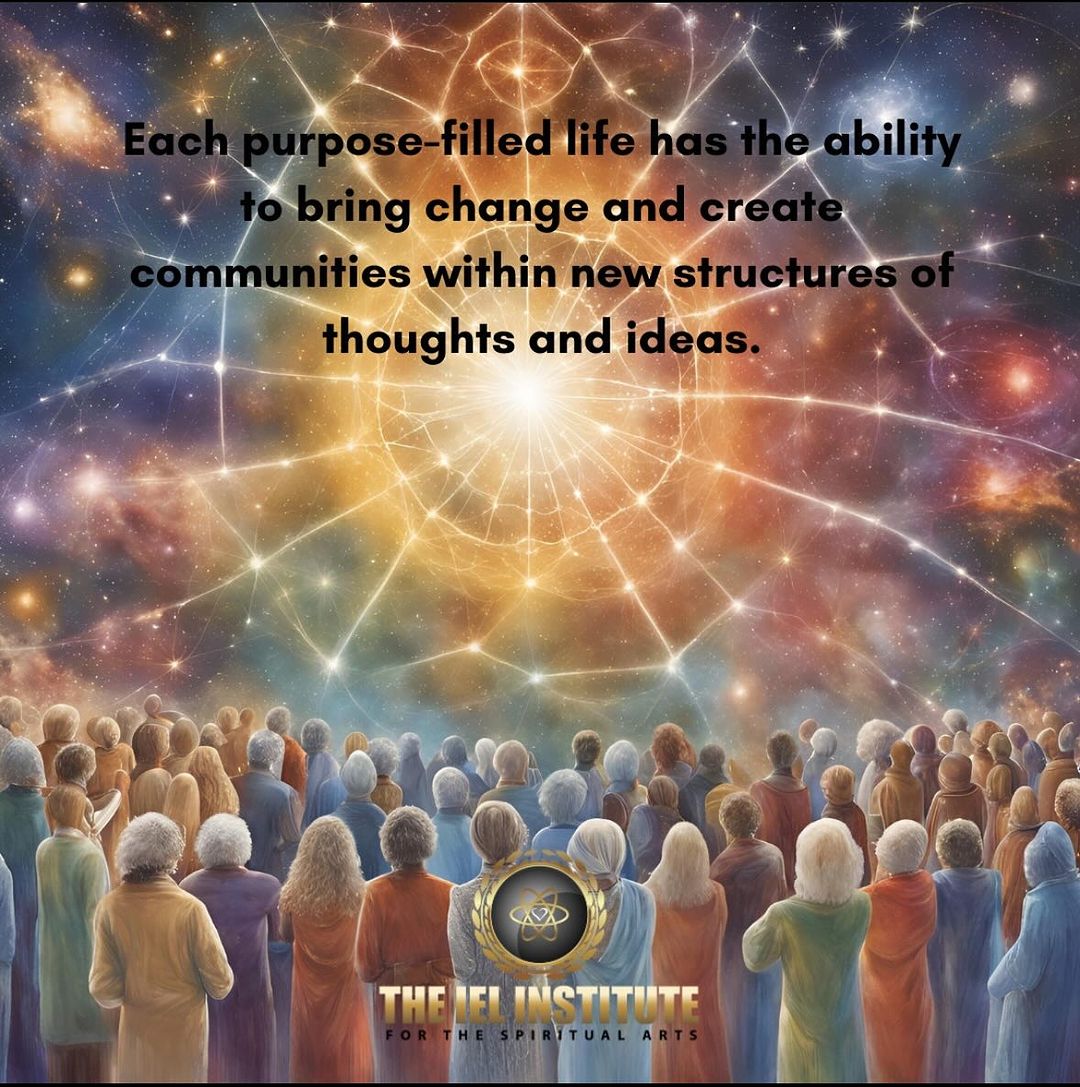 Each purpose-filled life has the ability
to bring change and create
communities within new structures of
thoughts and ideas.
THE IEL INSTITUTE
FOR THE SPIRITUAL ARTS